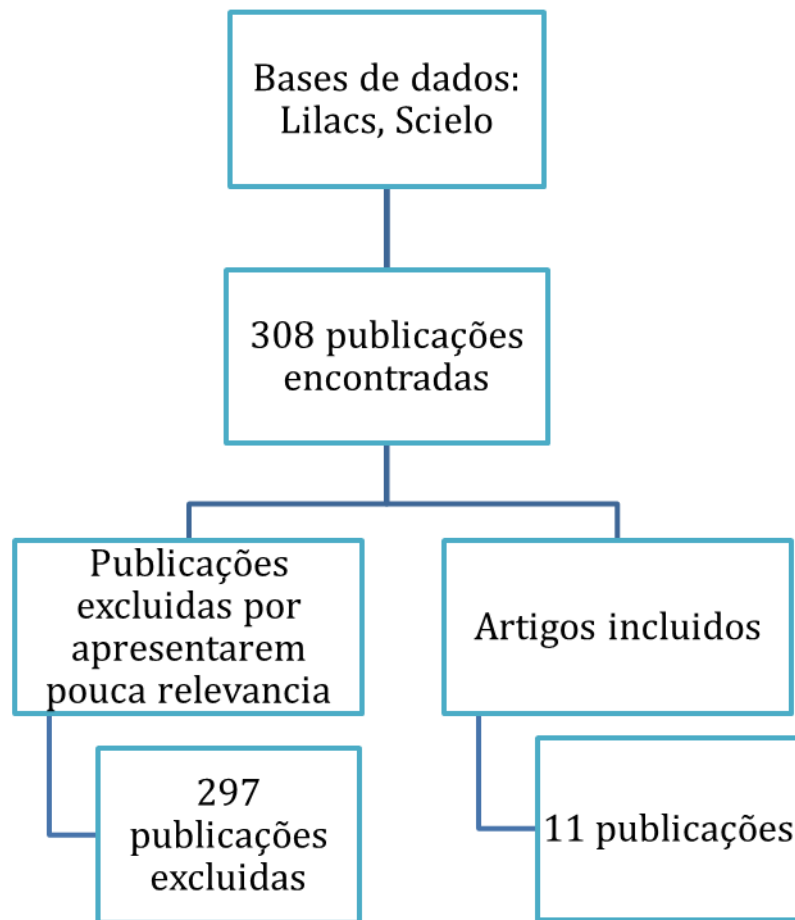 Bases de dados:
Lilacs, Scielo
308 publicações
encontradas
Publicações
excluidas por
apresentarem
pouca relevancia
Artigos incluidos
297
publicações
excluidas
11 publicações